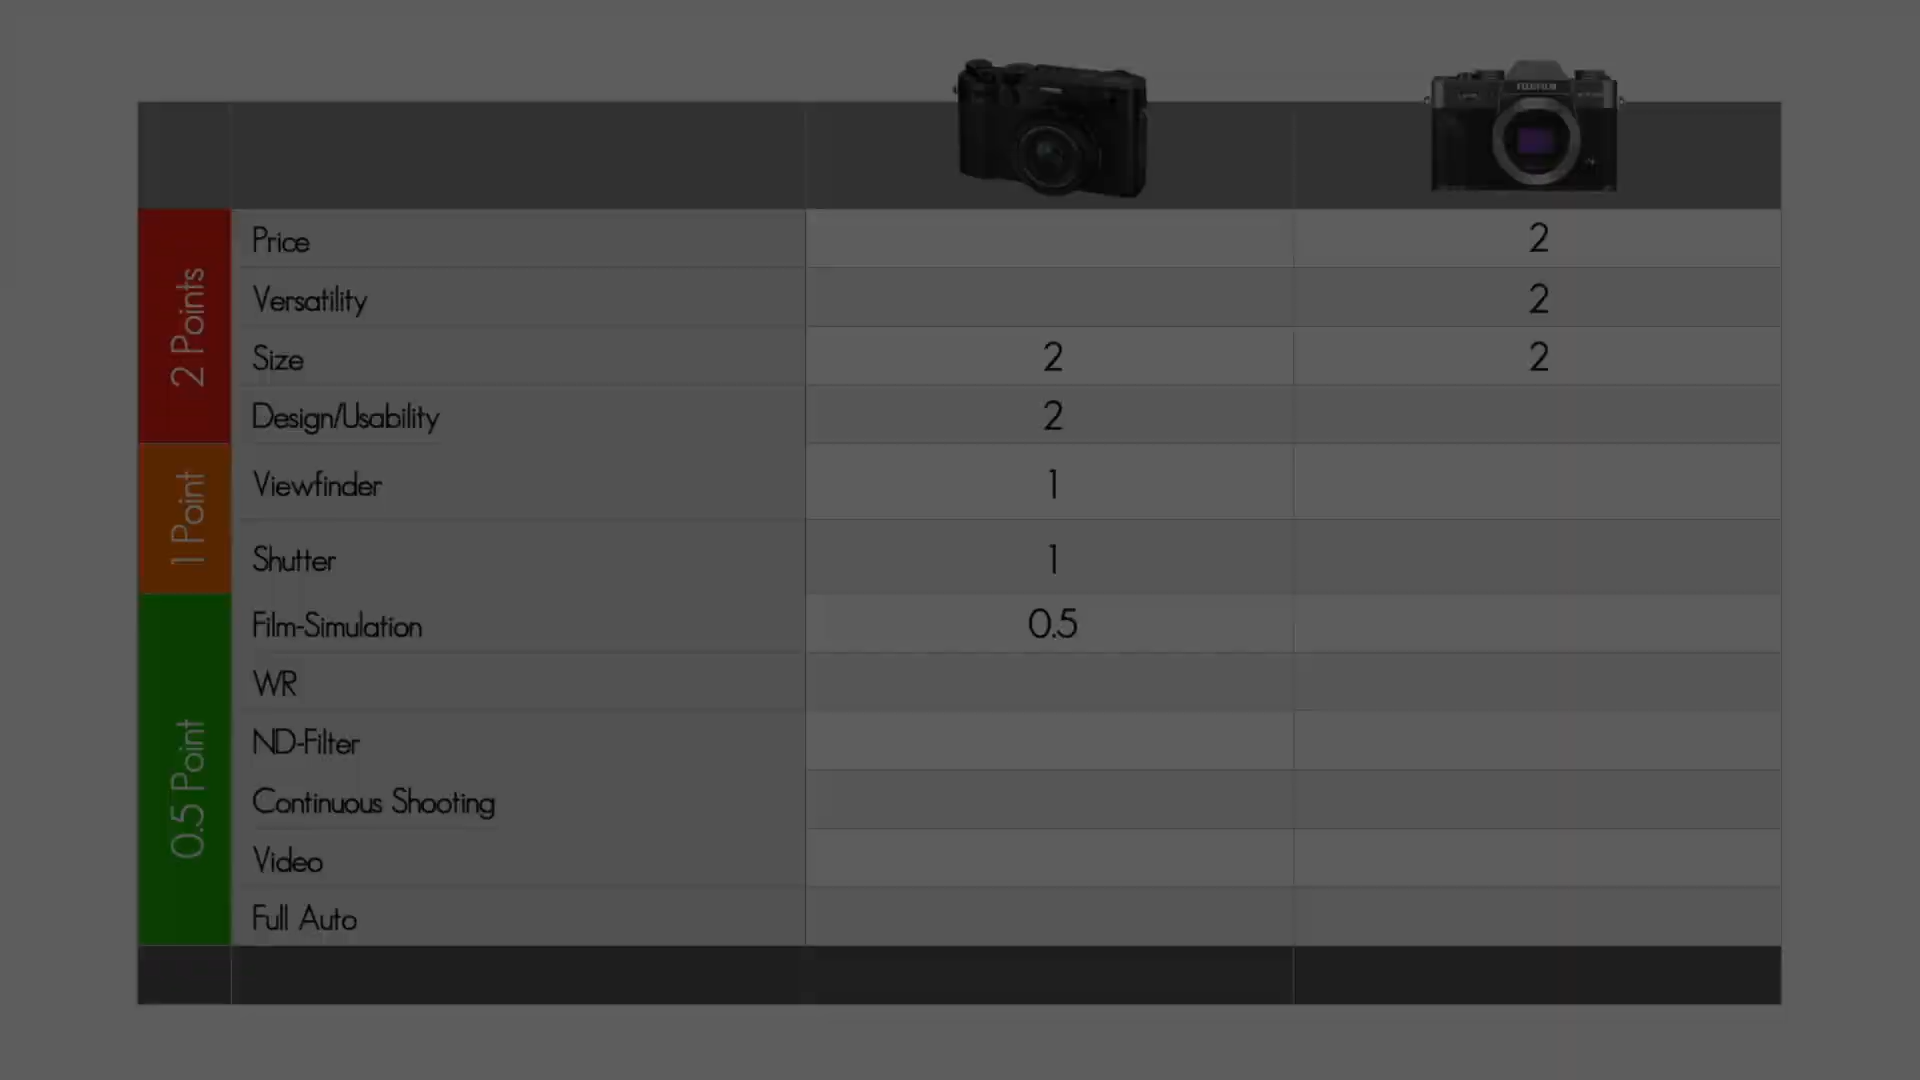 FUJIFILM
2 Points
Price 2
Versatility 2
Size 2 2
Design/Usability 2
1 Point
Viewfinder 1
Shutter 1
0.5 Point
Film-Simulation 0.5
WR
ND-Filter
Continuous Shooting
Video
Full Auto